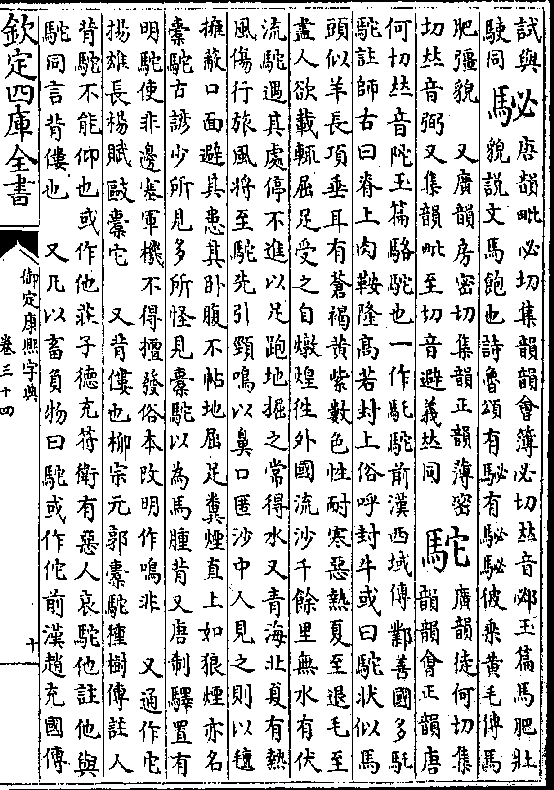 試與
駛同
駜
唐韻毗必切集韻韻會簿必切𠀤音邲玉篇馬肥壯
貌說文馬飽也詩魯頌有駜有駜駜彼乘黃毛傳馬
肥彊貌　又廣韻房密切集韻正韻薄密
切𠀤音弼又集韻毗至切音避義𠀤同
駝
廣韻徒何切集
韻韻會正韻唐
何切𠀤音陀玉篇駱駝也一作馲駝前漢西域傳鄯善國多馲
駝註師古曰脊上肉鞍隆高若封上俗呼封牛或曰駝狀似馬
頭似羊長項垂耳有蒼褐黃紫數色性耐寒惡熱夏至退毛至
盡人欲載輒屈足受之自燉煌徃外國流沙千餘里無水有伏
流駝遇其處停不進以足跑地掘之常得水又青海北夏有熱
風傷行旅風將至駝先引頸鳴以鼻口匿沙中人見之則以氊
擁蔽口面避其患其卧腹不帖地屈足糞煙直上如狼煙亦名
橐駝古諺少所見多所怪見橐駝以為馬腫背又唐制驛置有
明駝使非邊塞軍機不得擅發俗本改明作鳴非　又通作它
揚雄長楊賦敺橐它　又背僂也柳宗元郭橐駝種樹傳註人
背駝不能仰也或作他莊子德充符衛有惡人哀駝他註他與
駝同言背僂也　又凡以畜負物曰駝或作佗前漢趙充國傳
欽定四庫全書
御定康熙字典
卷三十四
十